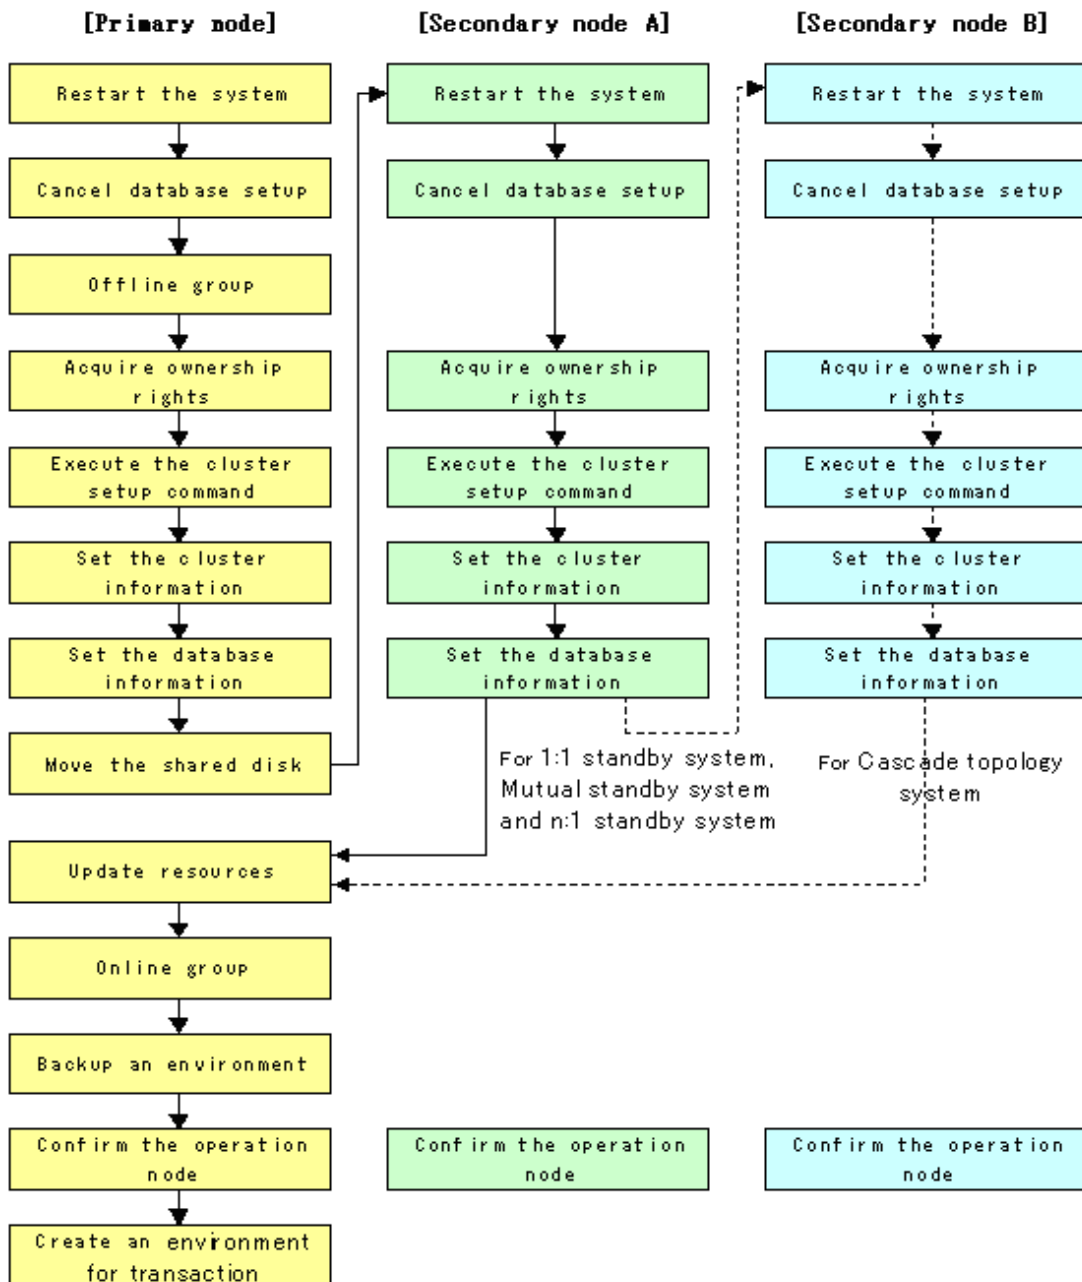 [Primary node]
[Secondary node A]
[Secondary node B]
Restart the system
Restart the system
Restart the system
Cancel database setup
Cancel database setup
Cancel database setup
Offline group
Acquire ownership
rights
Acquire ownership
rights
Acquire ownership
rights
Execute the cluster
setup command
Execute the cluster
setup command
Execute the cluster
setup command
Set the cluster
information
Set the cluster
information
Set the cluster
information
Set the database
information
Set the database
information
Set the database
information
Move the shared disk
For 1:1 standby system,
Mutual standby system
and n:1 standby system
For Cascade topology
system
Update resources
Online group
Backup an environment
Confirm the operation
node
Confirm the operation
node
Confirm the operation
node
Create an environment
for transaction